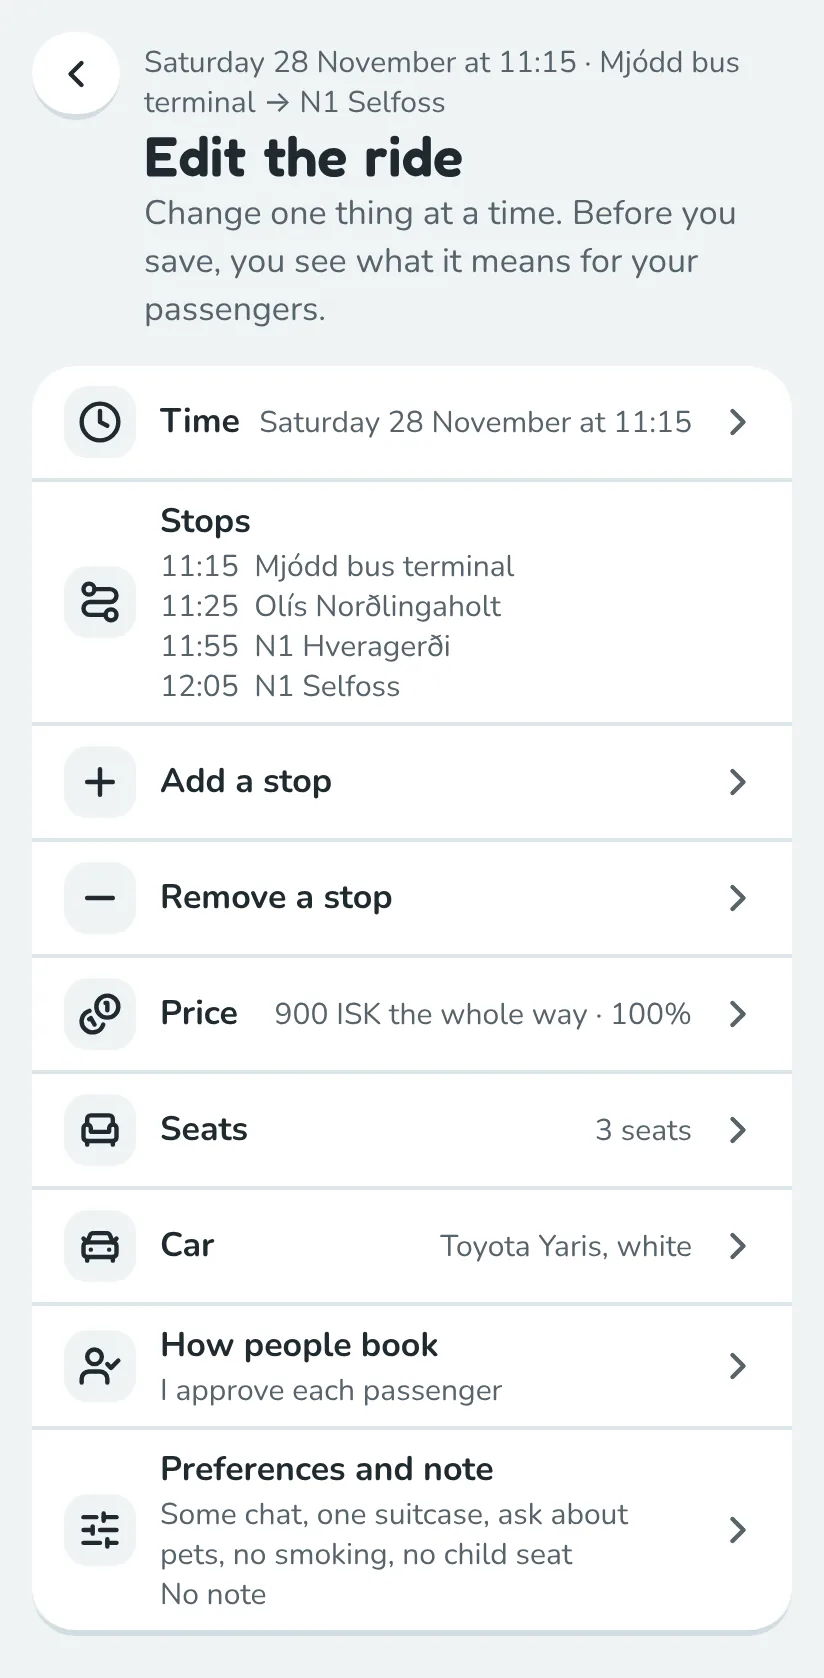 Saturday 28 November at 11:15 · Mjódd bus
terminal → N1 Selfoss
Edit the ride
Change one thing at a time. Before you
save, you see what it means for your
passengers.
Time Saturday 28 November at 11:15
Stops
11:15 Mjódd bus terminal
11:25 Olís Norðlingaholt
11:55 N1 Hveragerði
12:05 N1 Selfoss
Add a stop
Remove a stop
Price 900 ISK the whole way · 100%
Seats 3 seats
Car Toyota Yaris, white
How people book
I approve each passenger
Preferences and note
Some chat, one suitcase, ask about
pets, no smoking, no child seat
No note